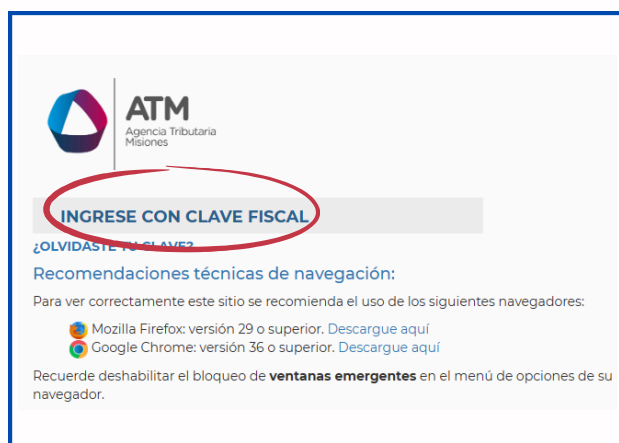 ATM
Agencia Tributaria
Misiones
INGRESE CON CLAVE FISCAL
¿OLVIDASTE TU CLAVE?
Recomendaciones técnicas de navegación:
Para ver correctamente este sitio se recomienda el uso de los siguientes navegadores:
Mozilla Firefox: versión 29 o superior. Descargue aquí
Google Chrome: versión 36 o superior. Descargue aquí
Recuerde deshabilitar el bloqueo de ventanas emergentes en el menú de opciones de su
navegador.